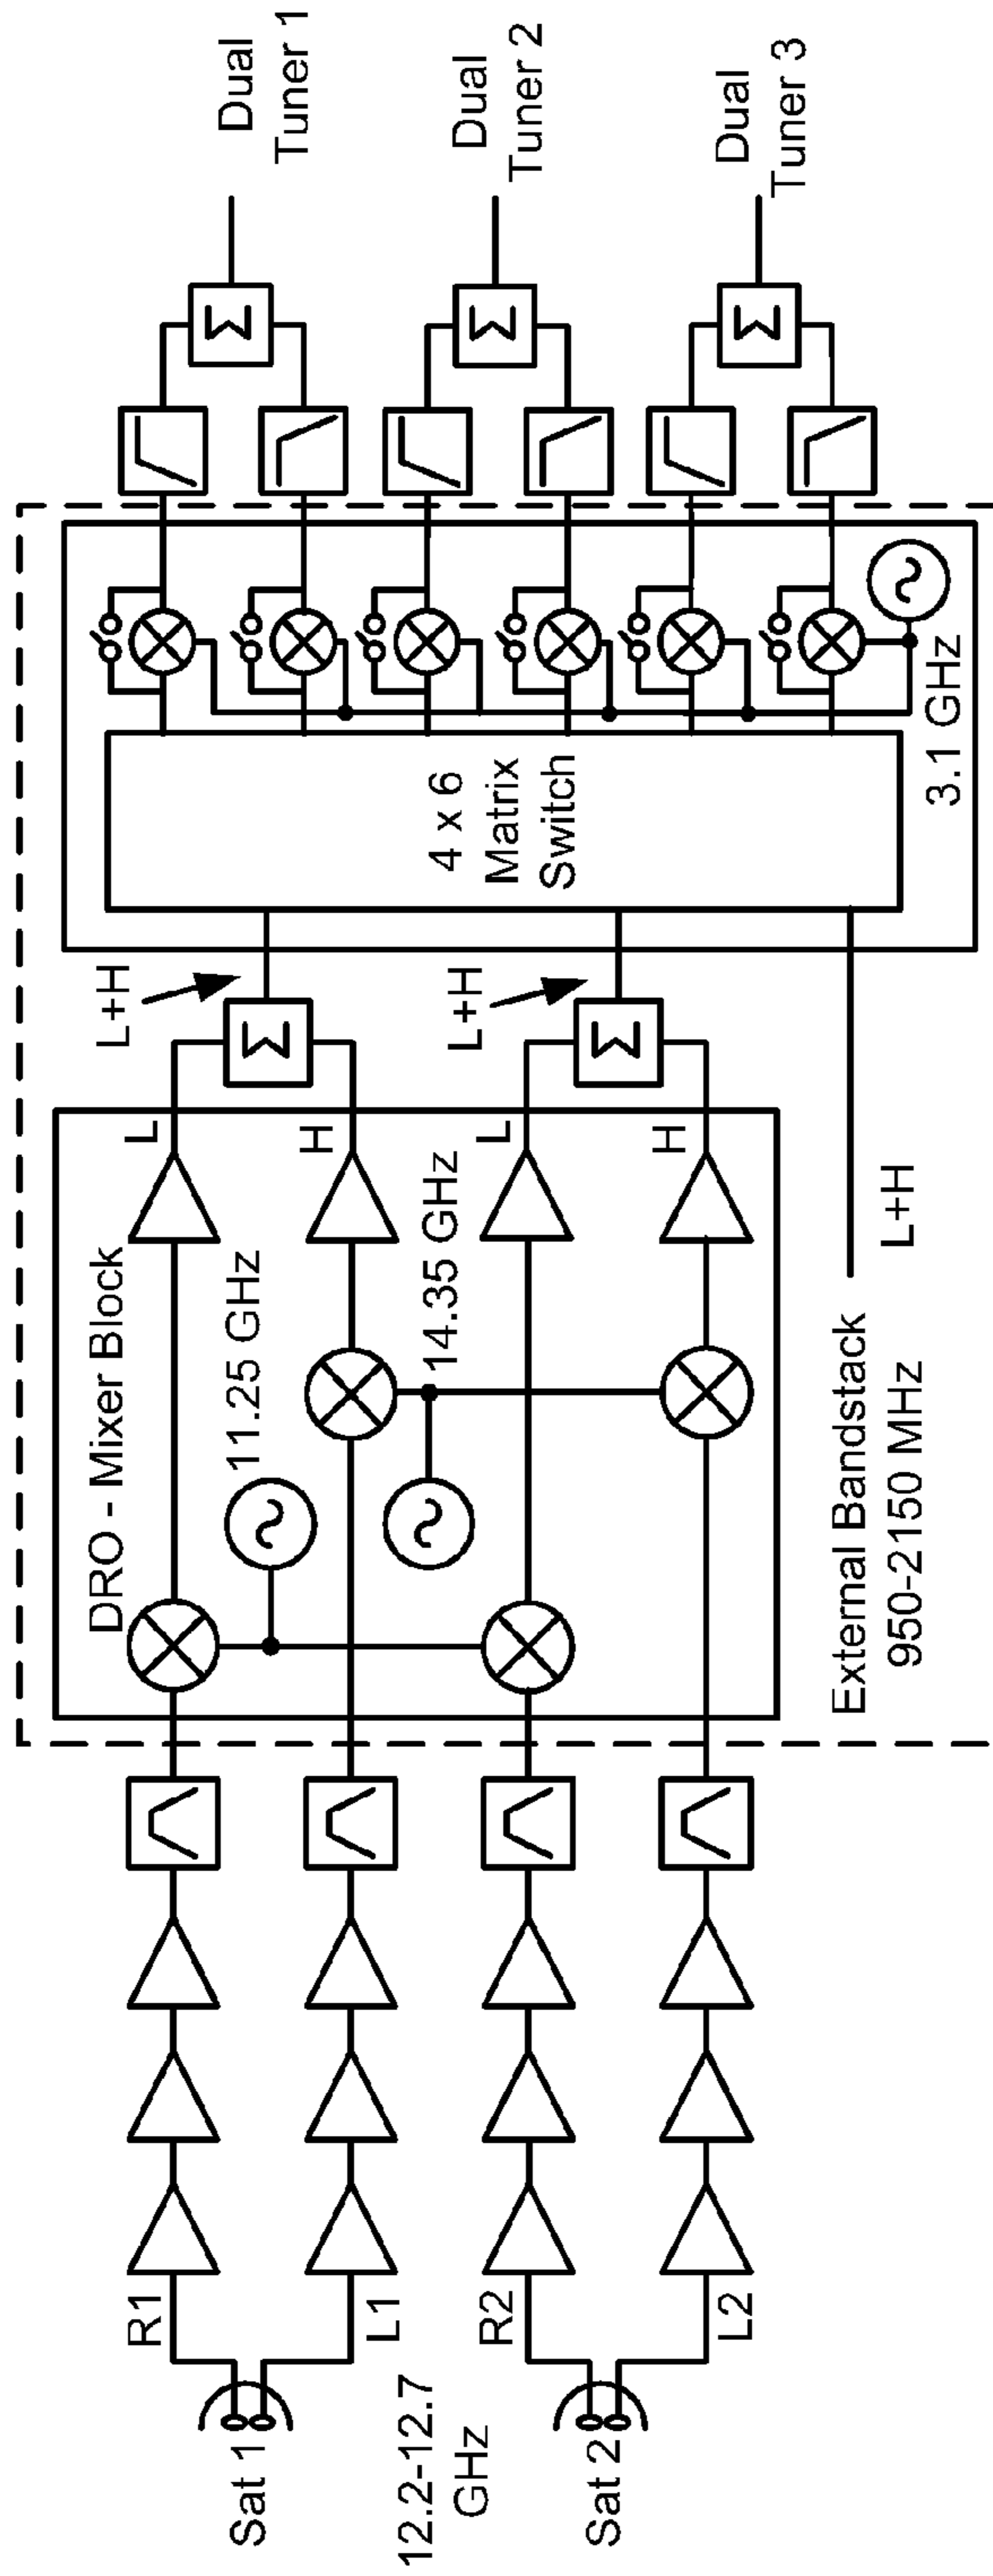 Sat 1
12.2-12.7
GHz
Sat 2
R1
L1
R2
L2
DRO - Mixer Block
11.25 GHz
14.35 GHz
L
H
L
H
External Bandstack
950-2150 MHz
L+H
L+H
L+H
4 x 6
Matrix
Switch
3.1 GHz
Σ
Σ
Σ
Σ
Σ
Dual
Tuner 1
Dual
Tuner 2
Dual
Tuner 3